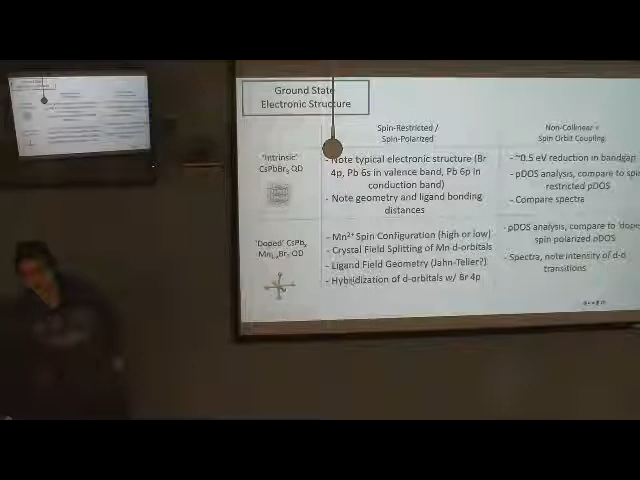 Ground State
Electronic Structure
Spin-Restricted /
Spin-Polarized
Non-Collinear +
Spin Orbit Coupling
'Intrinsic'
CsPbBr₃ QD
- Note typical electronic structure (Br
4p, Pb 6s in valence band, Pb 6p in
conduction band)
- Note geometry and ligand bonding
distances
- ~0.5 eV reduction in bandgap
- pDOS analysis, compare to spin
restricted pDOS
- Compare spectra
'Doped' CsPbₓ
Mn₁₋ₓBr₃ QD
- Mn²⁺ Spin Configuration (high or low)
- Crystal Field Splitting of Mn d-orbitals
- Ligand Field Geometry (Jahn-Teller?)
- Hybridization of d-orbitals w/ Br 4p
- pDOS analysis, compare to 'doped
spin polarized pDOS
- Spectra, note intensity of d-d
transitions